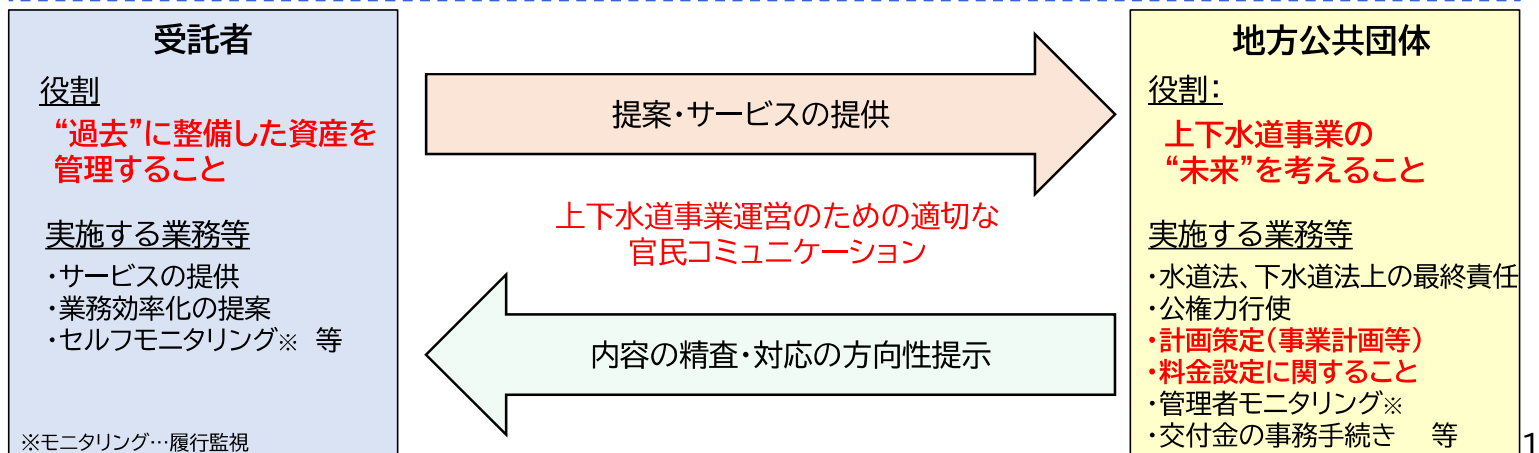 受託者
役割
“過去”に整備した資産を
管理すること
実施する業務等
・サービスの提供
・業務効率化の提案
・セルフモニタリング※　等
※モニタリング…履行監視
提案・サービスの提供
上下水道事業運営のための適切な
官民コミュニケーション
内容の精査・対応の方向性提示
地方公共団体
役割：
上下水道事業の
“未来”を考えること
実施する業務等
・水道法、下水道法上の最終責任
・公権力行使
・計画策定（事業計画等）
・料金設定に関すること
・管理者モニタリング※
・交付金の事務手続き　等
1